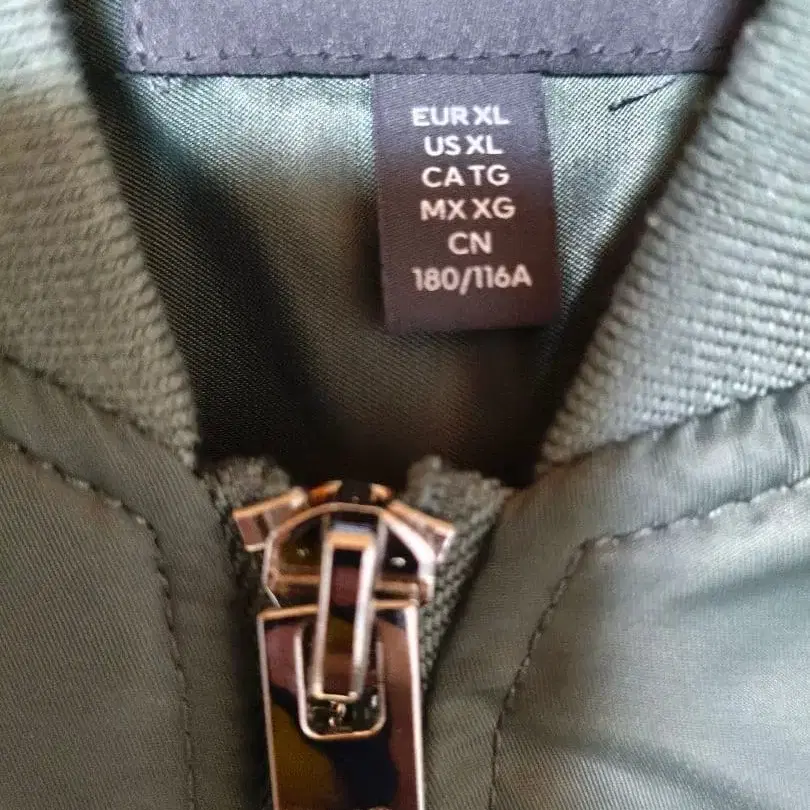 EUR XL
US XL
CA TG
MX XG
CN
180/116A